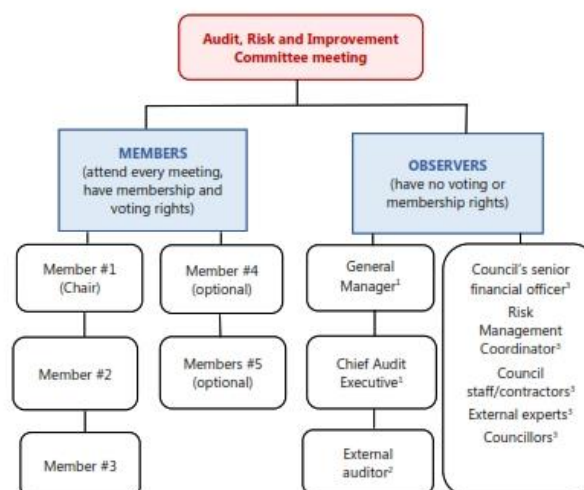 Audit, Risk and Improvement
Committee meeting
MEMBERS
(attend every meeting,
have membership and
voting rights)
OBSERVERS
(have no voting or
membership rights)
Member #1
(Chair)
Member #2
Member #3
Member #4
(optional)
Members #5
(optional)
General
Manager¹
Chief Audit
Executive¹
External
auditor²
Council's senior
financial officer³
Risk
Management
Coordinator³
Council
staff/contractors³
External experts³
Councillors³